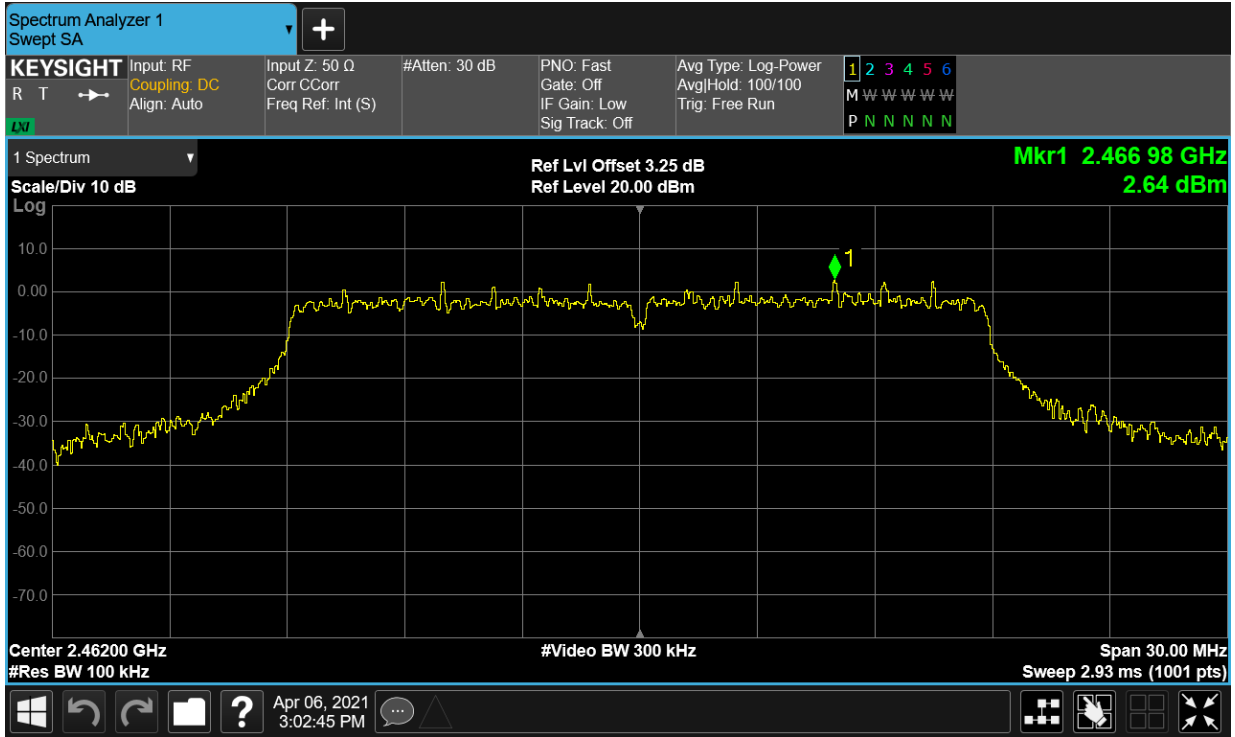 Spectrum Analyzer 1
Swept SA
KEYSIGHT
R T
LXI
Input: RF
Coupling: DC
Align: Auto
Input Z: 50 Ω
Corr CCorr
Freq Ref: Int (S)
#Atten: 30 dB
PNO: Fast
Gate: Off
IF Gain: Low
Sig Track: Off
Avg Type: Log-Power
Avg|Hold: 100/100
Trig: Free Run
1 2 3 4 5 6
M W W W W W
P N N N N N
1 Spectrum
Scale/Div 10 dB
Log
Ref Lvl Offset 3.25 dB
Ref Level 20.00 dBm
Mkr1 2.466 98 GHz
2.64 dBm
10.0
0.00
-10.0
-20.0
-30.0
-40.0
-50.0
-60.0
-70.0
1
Center 2.46200 GHz
#Res BW 100 kHz
#Video BW 300 kHz
Span 30.00 MHz
Sweep 2.93 ms (1001 pts)
?
Apr 06, 2021
3:02:45 PM